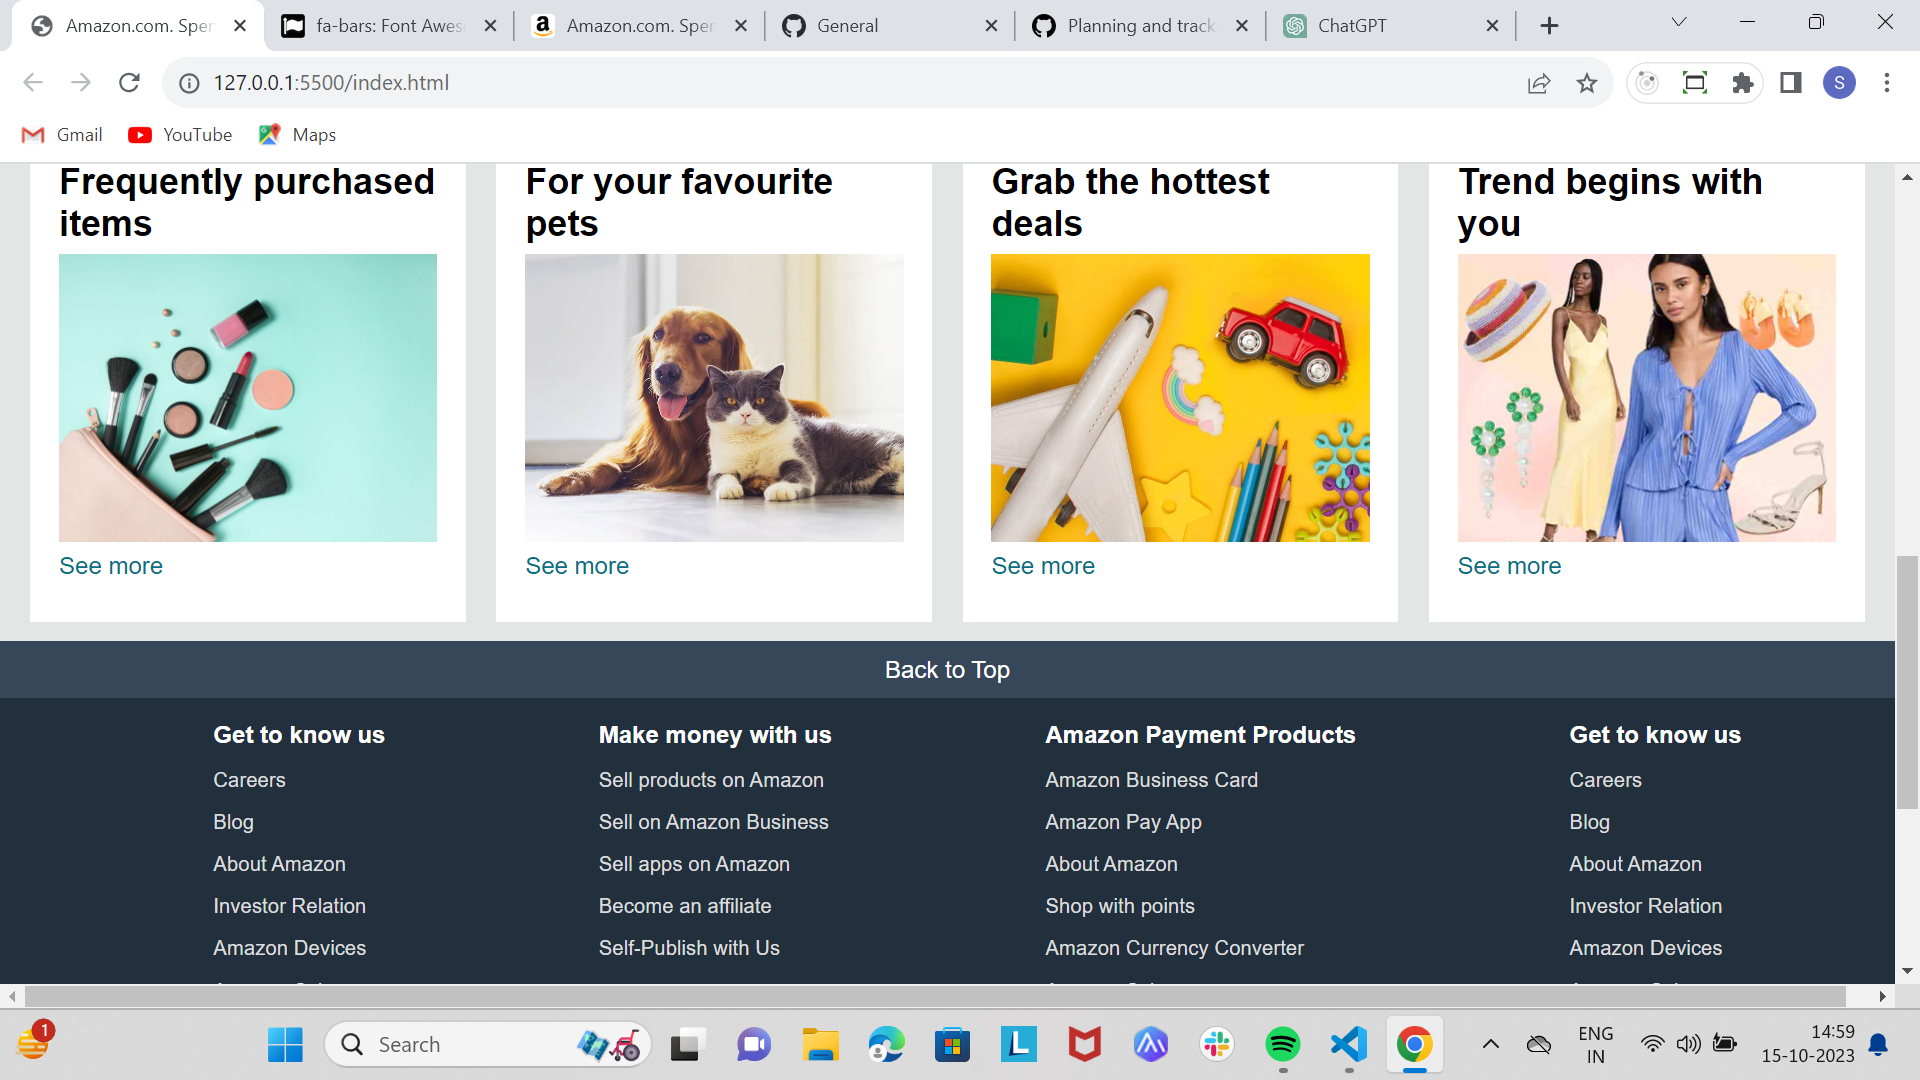 Amazon.com. Spen
fa-bars: Font Awes
Amazon.com. Spen
General
Planning and track
ChatGPT
127.0.0.1:5500/index.html
S
Gmail
YouTube
Maps
Frequently purchased
items
For your favourite
pets
Grab the hottest
deals
Trend begins with
you
See more
See more
See more
See more
Back to Top
Get to know us
Careers
Blog
About Amazon
Investor Relation
Amazon Devices
Make money with us
Sell products on Amazon
Sell on Amazon Business
Sell apps on Amazon
Become an affiliate
Self-Publish with Us
Amazon Payment Products
Amazon Business Card
Amazon Pay App
About Amazon
Shop with points
Amazon Currency Converter
Get to know us
Careers
Blog
About Amazon
Investor Relation
Amazon Devices
1
Search
L
ENG
IN
14:59
15-10-2023